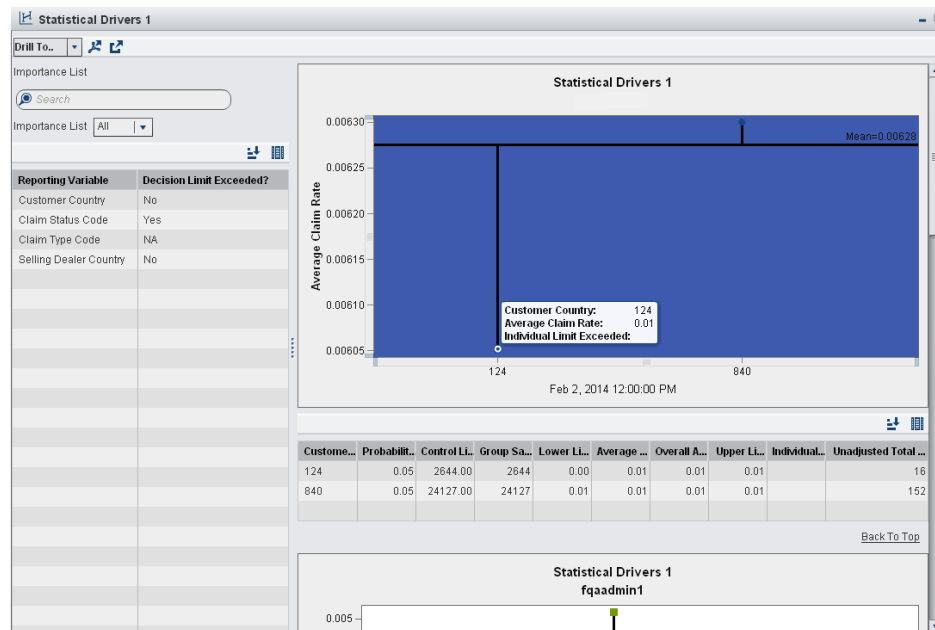 Statistical Drivers 1
Drill To..
Importance List
Search
Importance List All
Reporting Variable Decision Limit Exceeded?
Customer Country No
Claim Status Code Yes
Claim Type Code NA
Selling Dealer Country No
Statistical Drivers 1
Average Claim Rate
0.00630
0.00625
0.00620
0.00615
0.00610
0.00605
Mean=0.00628
Customer Country: 124
Average Claim Rate: 0.01
Individual Limit Exceeded:
124 840
Feb 2, 2014 12:00:00 PM
Custome... Probabilit... Control Li... Group Sa... Lower Li... Average ... Overall A... Upper Li... Individual... Unadjusted Total ...
124 0.05 2644.00 2644 0.00 0.01 0.01 0.01 16
840 0.05 24127.00 24127 0.01 0.01 0.01 0.01 152
Back To Top
Statistical Drivers 1
fqaadmin1
0.005